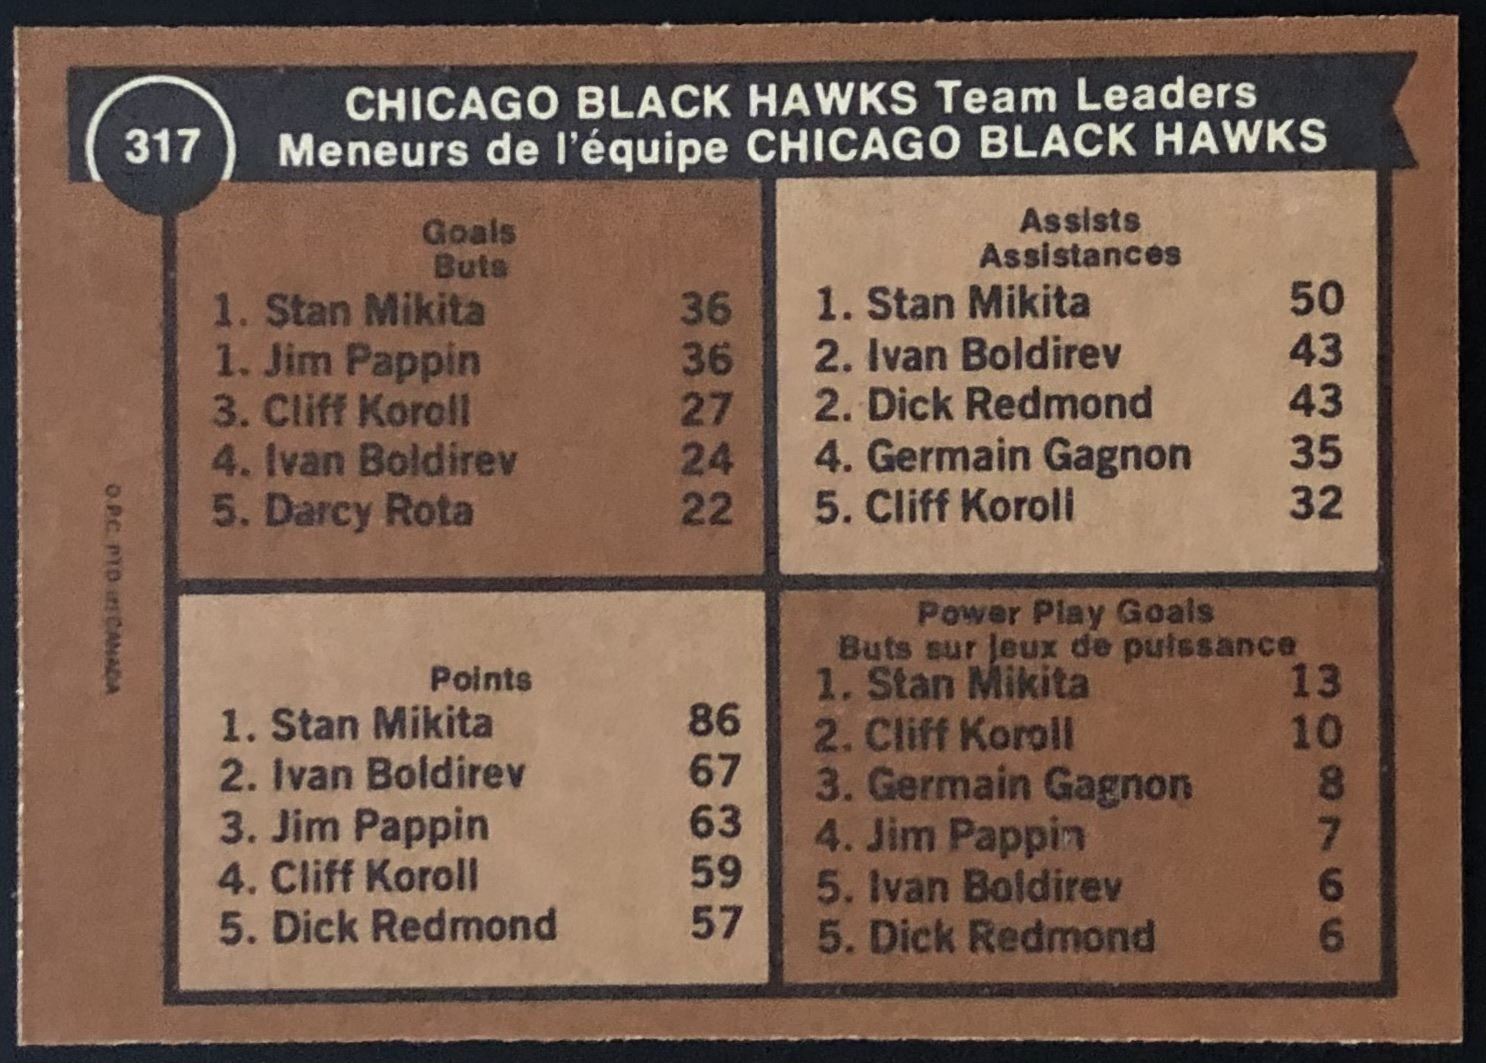 317
CHICAGO BLACK HAWKS Team Leaders
Meneurs de l'équipe CHICAGO BLACK HAWKS
Goals
Buts
1. Stan Mikita 36
1. Jim Pappin 36
3. Cliff Koroll 27
4. Ivan Boldirev 24
5. Darcy Rota 22
Assists
Assistances
1. Stan Mikita 50
2. Ivan Boldirev 43
2. Dick Redmond 43
4. Germain Gagnon 35
5. Cliff Koroll 32
Points
1. Stan Mikita 86
2. Ivan Boldirev 67
3. Jim Pappin 63
4. Cliff Koroll 59
5. Dick Redmond 57
Power Play Goals
Buts sur jeux de puissance
1. Stan Mikita 13
2. Cliff Koroll 10
3. Germain Gagnon 8
4. Jim Pappin 7
5. Ivan Boldirev 6
5. Dick Redmond 6
O.P.C. PTD. IN CANADA